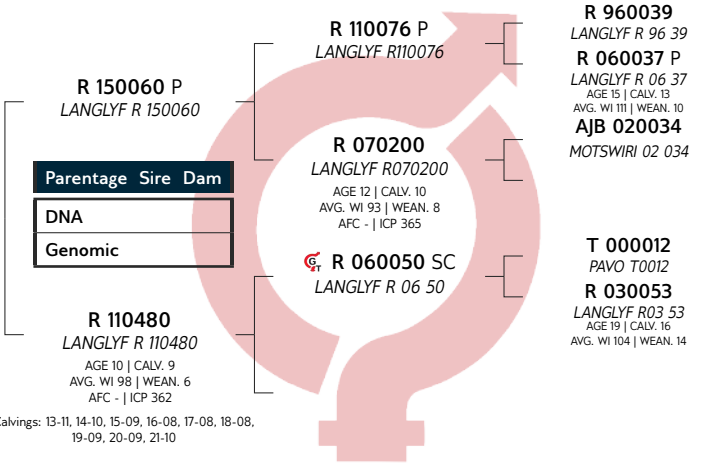 R 960039
LANGLYF R 96 39
R 110076 P
LANGLYF R110076
R 060037 P
LANGLYF R 06 37
AGE 15 | CALV. 13
AVG. WI 111 | WEAN. 10
R 150060 P
LANGLYF R 150060
AJB 020034
MOTSWIRI 02 034
R 070200
LANGLYF R070200
AGE 12 | CALV. 10
AVG. WI 93 | WEAN. 8
AFC - | ICP 365
Parentage Sire Dam
DNA
Genomic
T 000012
PAVO T0012
GT R 060050 SC
LANGLYF R 06 50
R 030053
LANGLYF R03 53
AGE 19 | CALV. 16
AVG. WI 104 | WEAN. 14
R 110480
LANGLYF R 110480
AGE 10 | CALV. 9
AVG. WI 98 | WEAN. 6
AFC - | ICP 362
alvings: 13-11, 14-10, 15-09, 16-08, 17-08, 18-08,
19-09, 20-09, 21-10